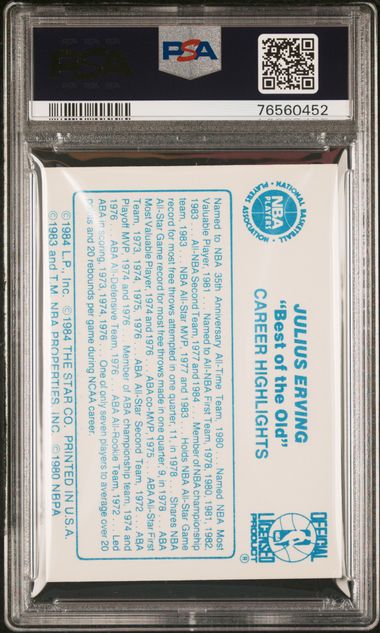 PSA
PSA
76560452
NATIONAL BASKETBALL
PLAYERS
ASSOCIATION
NBA
PLAYERS
JULIUS ERVING
"Best of the Old"
CAREER HIGHLIGHTS
OFFICIAL
LICENSED
PRODUCT
®
Named to NBA 35th Anniversary All-Time Team, 1980 . . . Named NBA Most
Valuable Player, 1981 . . . Named to All-NBA First Team, 1978, 1980, 1981, 1982,
1983 . . . All-NBA Second Team, 1977 and 1984 . . . Member of NBA Championship
team, 1983 . . . NBA All-Star MVP, 1977 and 1983 . . . Holds NBA All-Star Game
record for most free throws attempted in one quarter, 11, in 1978 . . . Shares NBA
All-Star Game record for most free throws made in one quarter, 9, in 1978 . . . ABA
Most Valuable Player, 1974 and 1976 . . . ABA co-MVP, 1975 . . . ABA All-Star First
Team, 1973, 1974, 1975, 1976 . . . ABA All-Star Second Team, 1972 . . . ABA
Playoff MVP, 1974 and 1976 . . . Member of ABA championship team, 1974 and
1976 . . . ABA All-Defensive Team, 1976 . . . ABA All-Rookie Team, 1972 . . . Led
ABA in scoring, 1973, 1974, 1976 . . . One of only seven players to average over 20
points and 20 rebounds per game during NCAA career.
©1984 L.P., Inc. ©1984 THE STAR CO. PRINTED IN U.S.A.
©1983 and T.M. NBA PROPERTIES, INC. ©1980 NBPA